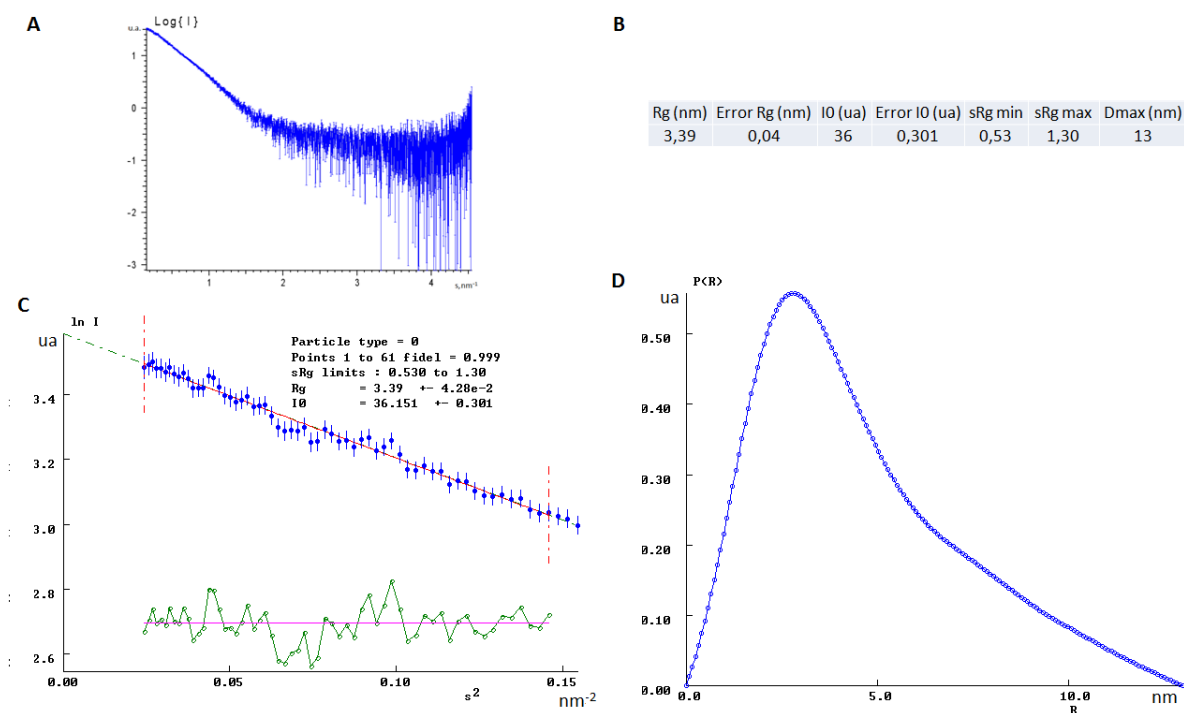 A
Log{I}
u.a.
1
0
-1
-2
-3
1
2
3
4
s,nm⁻¹
B
Rg (nm) Error Rg (nm) I0 (ua) Error I0 (ua) sRg min sRg max Dmax (nm)
3,39 0,04 36 0,301 0,53 1,30 13
C
ln I
ua
Particle type = 0
Points 1 to 61 fidel = 0.999
sRg limits : 0.530 to 1.30
Rg = 3.39 +- 4.28e-2
I0 = 36.151 +- 0.301
3.4
3.2
3.0
2.8
2.6
0.00
0.05
0.10
0.15
s²
nm⁻²
D
P(R)
ua
0.50
0.40
0.30
0.20
0.10
0.00
0.0
5.0
10.0
nm
R